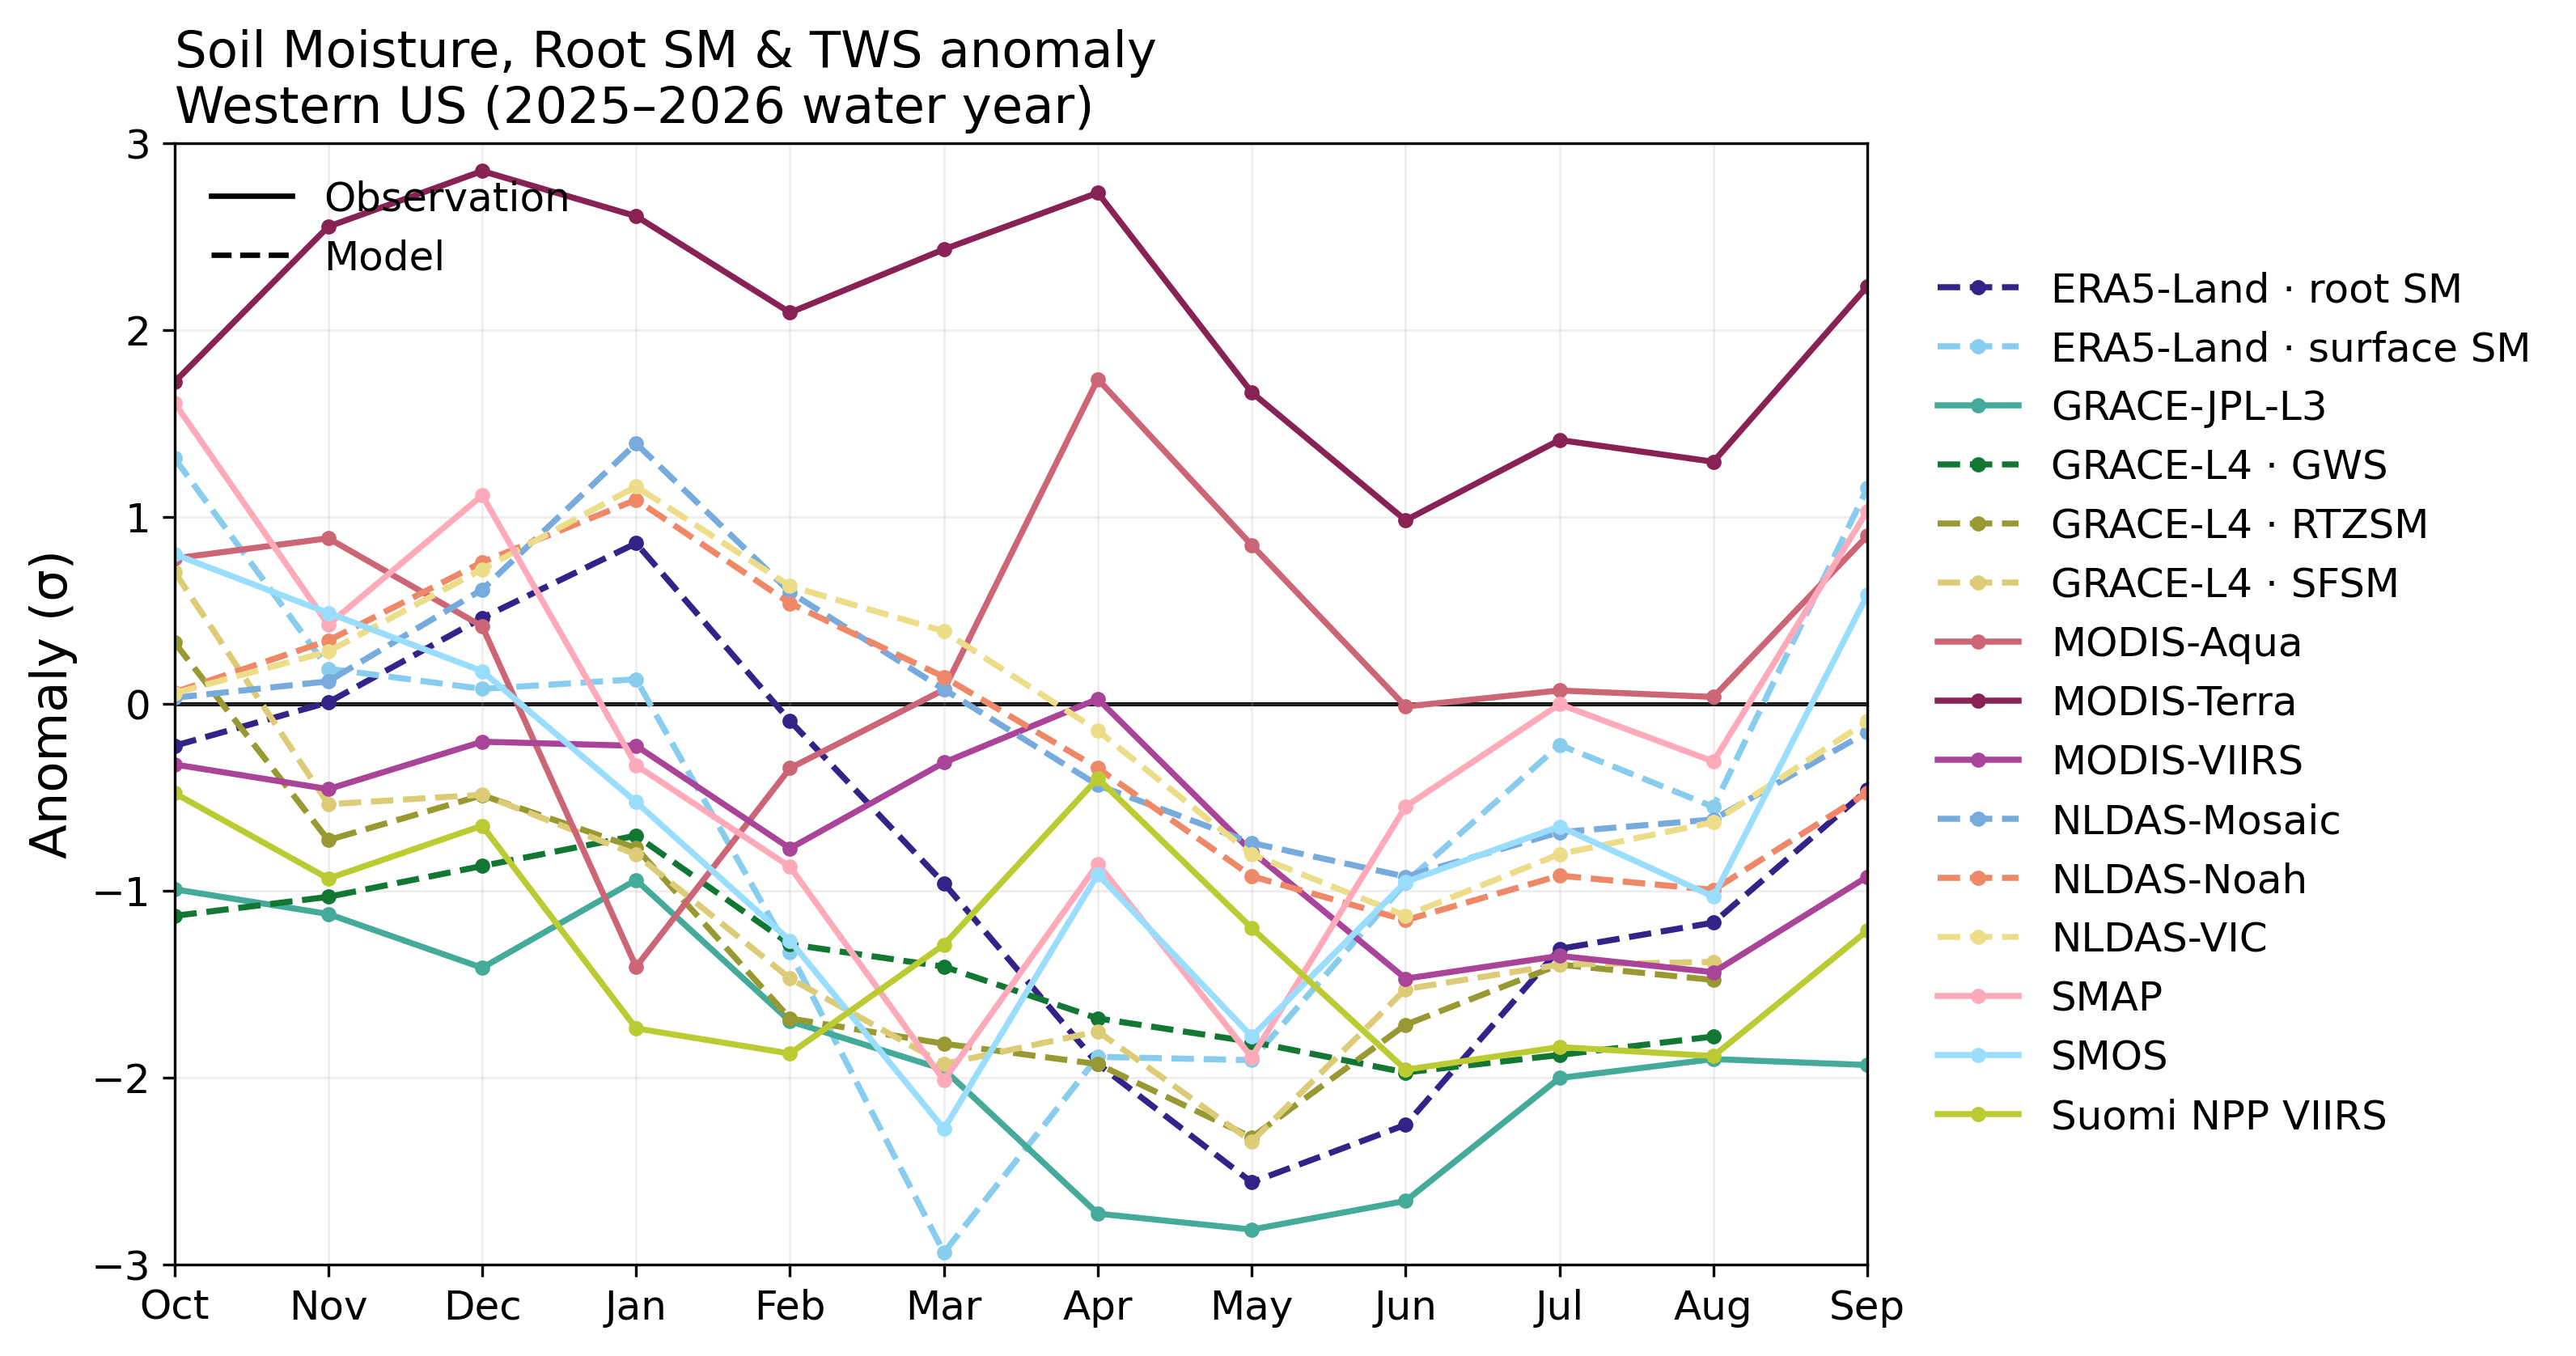 Soil Moisture, Root SM & TWS anomaly
Western US (2025–2026 water year)
Observation
Model
Anomaly (σ)
3
2
1
0
−1
−2
−3
Oct Nov Dec Jan Feb Mar Apr May Jun Jul Aug Sep
ERA5-Land · root SM
ERA5-Land · surface SM
GRACE-JPL-L3
GRACE-L4 · GWS
GRACE-L4 · RTZSM
GRACE-L4 · SFSM
MODIS-Aqua
MODIS-Terra
MODIS-VIIRS
NLDAS-Mosaic
NLDAS-Noah
NLDAS-VIC
SMAP
SMOS
Suomi NPP VIIRS